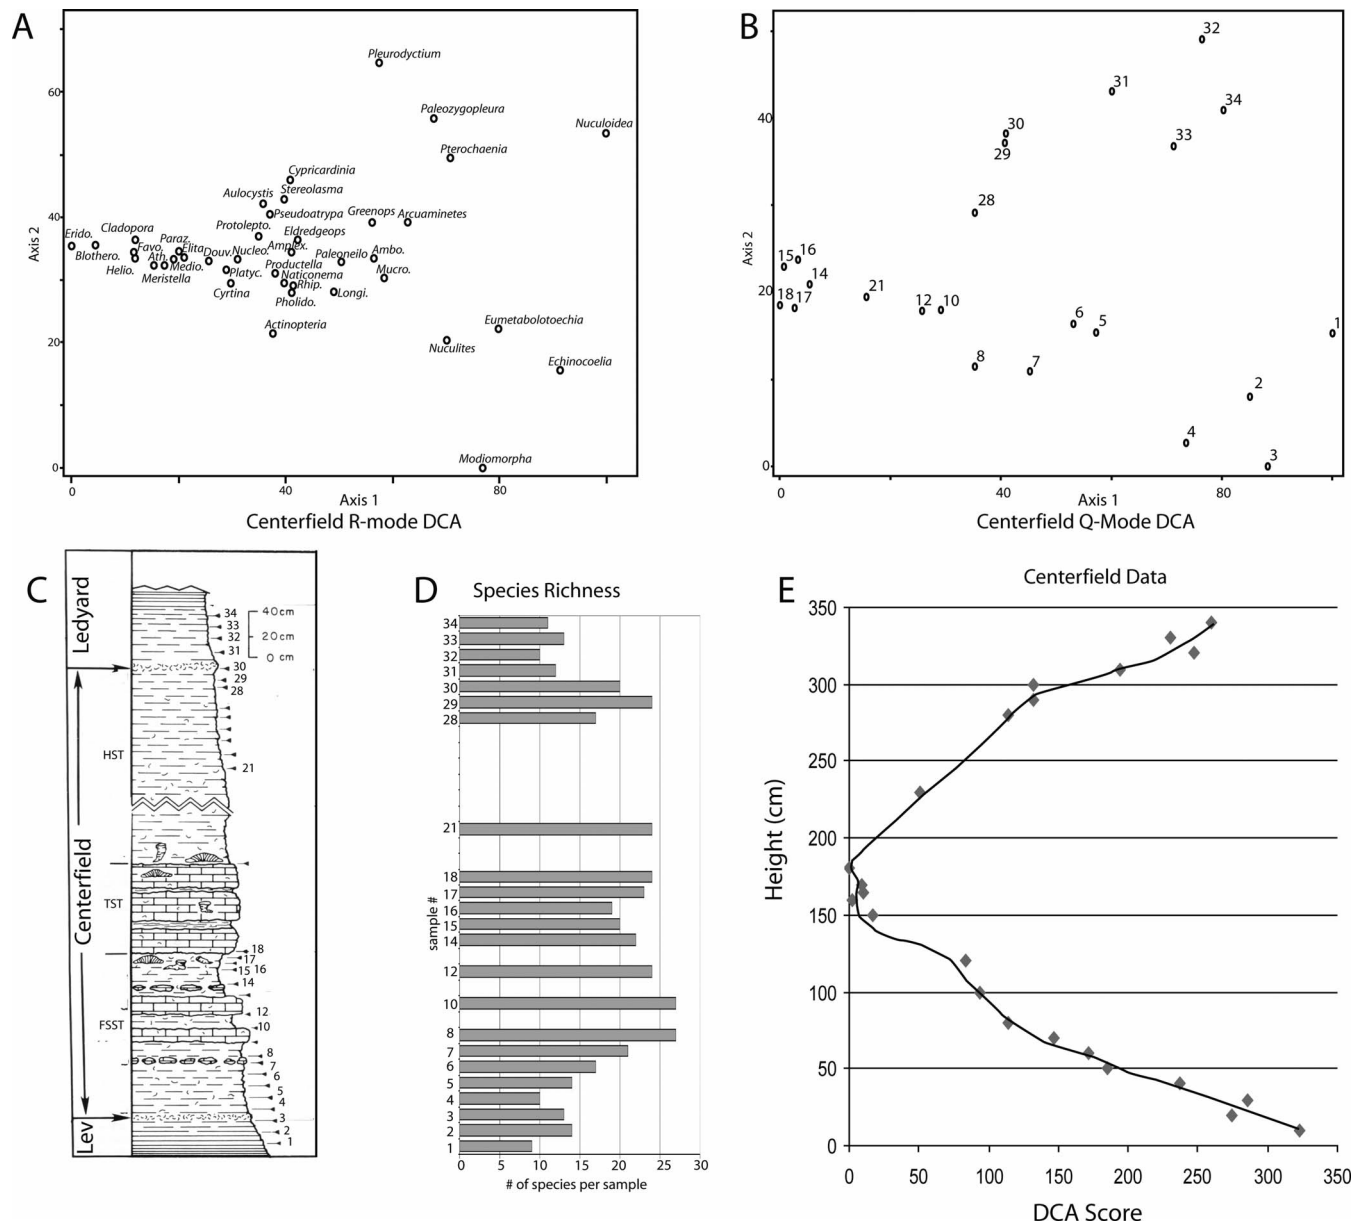 A
Pleurodyctium
60
Paleozygopleura
Nuculoidea
Pterochaenia
Cypricardinia
Aulocystis
Stereolasma
40
Pseudoatrypa
Greenops
Arcuaminetes
Cladopora
Protolepto.
Eldredgeops
Erido.
Paraz.
Favo.
Elita
Amplex.
Blothero.
Ath.
Douv.
Nucleo.
Paleoneilo
Ambo.
Helio.
Medio.
Platyc.
Productella
Mucro.
Meristella
Naticonema
Cyrtina
Rhip.
Longi.
Pholido.
Actinopteria
Eumetabolotoechia
20
Nuculites
Echinocoelia
Modiomorpha
0
Axis 2
0
40
80
Axis 1
Centerfield R-mode DCA
B
32
31
34
40
30
33
29
28
15
16
14
20
18
17
21
12
10
6
5
1
8
7
2
4
3
0
Axis 2
0
40
80
Axis 1
Centerfield Q-Mode DCA
C
Ledyard
Centerfield
Lev
HST
TST
FSST
34
33
32
31
30
29
28
21
18
17
15 16
14
12
10
8
7
6
5
4
3
2
1
40 cm
20 cm
0 cm
D
Species Richness
34
33
32
31
30
29
28
21
18
17
16
15
14
12
10
8
7
6
5
4
3
2
1
sample #
0 5 10 15 20 25 30
# of species per sample
E
Centerfield Data
350
300
250
200
150
100
50
0
Height (cm)
0 50 100 150 200 250 300 350
DCA Score